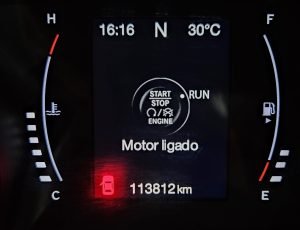 H 16:16 N 30°C F
START
STOP
ENGINE
RUN
Motor ligado
C 113812 km E